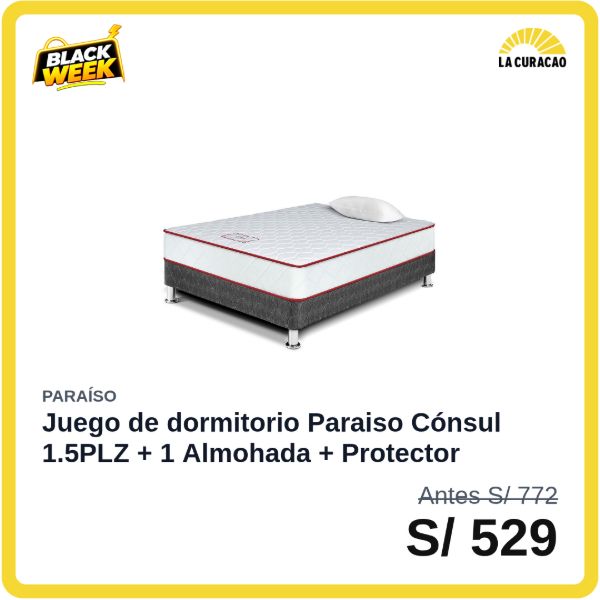 BLACK
WEEK
LA CURACAO
PARAÍSO
Juego de dormitorio Paraiso Cónsul
1.5PLZ + 1 Almohada + Protector
Antes S/ 772
S/ 529